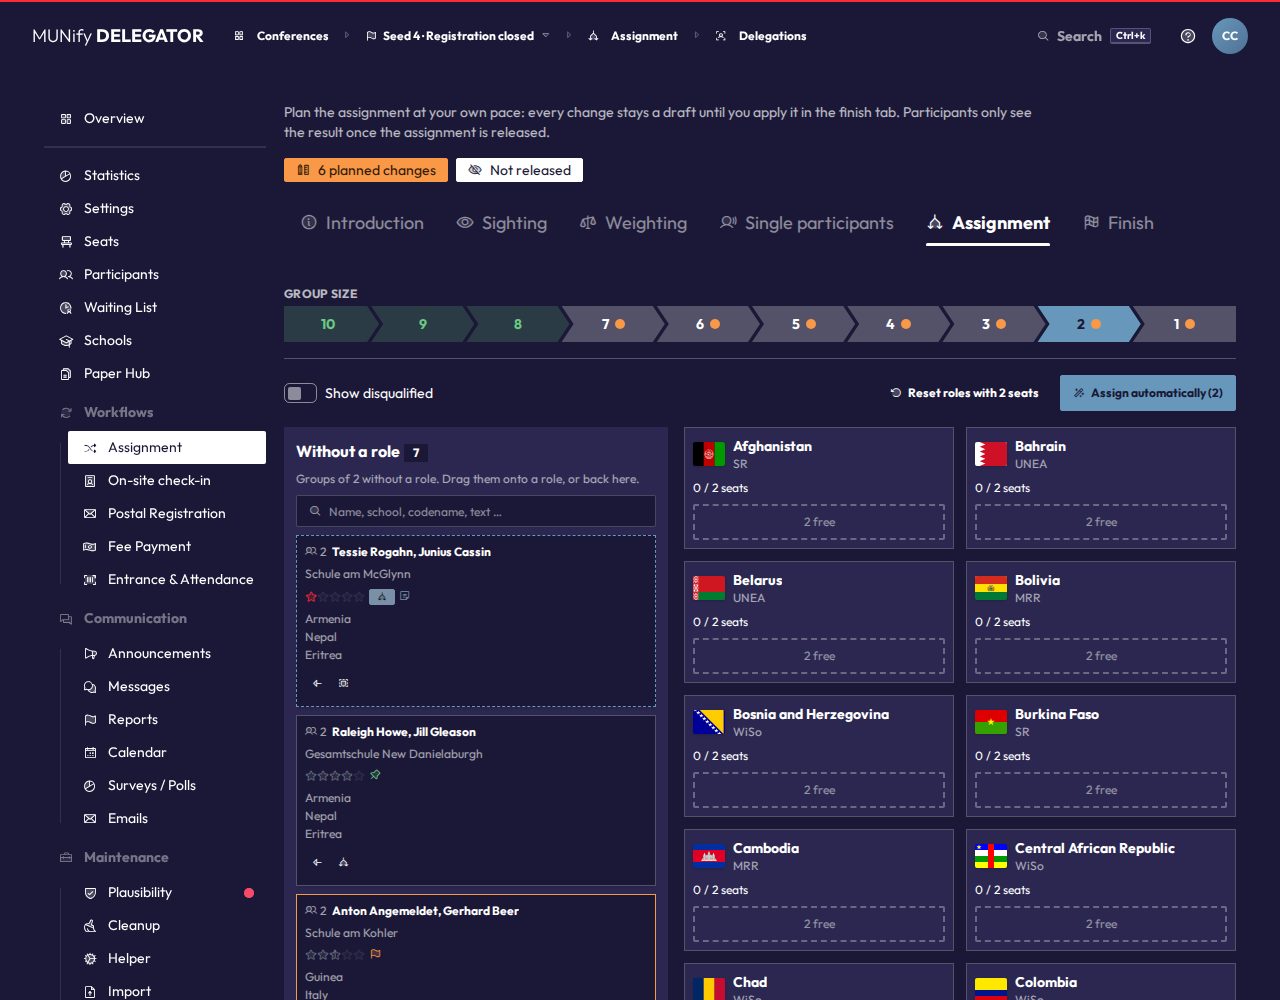 MUNify DELEGATOR
Conferences
Seed 4 · Registration closed
Assignment
Delegations
Search Ctrl+k
CC
Overview
Statistics
Settings
Seats
Participants
Waiting List
Schools
Paper Hub
Workflows
Assignment
On-site check-in
Postal Registration
Fee Payment
Entrance & Attendance
Communication
Announcements
Messages
Reports
Calendar
Surveys / Polls
Emails
Maintenance
Plausibility
Cleanup
Helper
Import
Plan the assignment at your own pace: every change stays a draft until you apply it in the finish tab. Participants only see
the result once the assignment is released.
6 planned changes
Not released
Introduction
Sighting
Weighting
Single participants
Assignment
Finish
GROUP SIZE
10
9
8
7
6
5
4
3
2
1
Show disqualified
Reset roles with 2 seats
Assign automatically (2)
Without a role 7
Groups of 2 without a role. Drag them onto a role, or back here.
Name, school, codename, text ...
2 Tessie Rogahn, Junius Cassin
Schule am McGlynn
Armenia
Nepal
Eritrea
2 Raleigh Howe, Jill Gleason
Gesamtschule New Danielaburgh
Armenia
Nepal
Eritrea
2 Anton Angemeldet, Gerhard Beer
Schule am Kohler
Guinea
Italy
Afghanistan
SR
0 / 2 seats
2 free
Bahrain
UNEA
0 / 2 seats
2 free
Belarus
UNEA
0 / 2 seats
2 free
Bolivia
MRR
0 / 2 seats
2 free
Bosnia and Herzegovina
WiSo
0 / 2 seats
2 free
Burkina Faso
SR
0 / 2 seats
2 free
Cambodia
MRR
0 / 2 seats
2 free
Central African Republic
WiSo
0 / 2 seats
2 free
Chad
WiSo
Colombia
WiSo